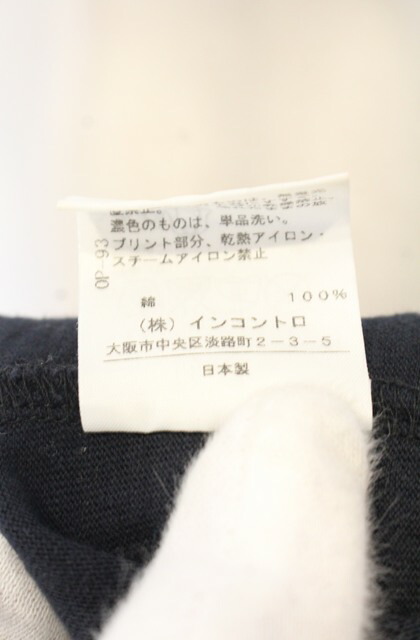 濃色のものは、単品洗い。
プリント部分、乾熱アイロン・
スチームアイロン禁止
OP-93
綿 100%
(株)インコントロ
大阪市中央区淡路町2-3-5
日本製